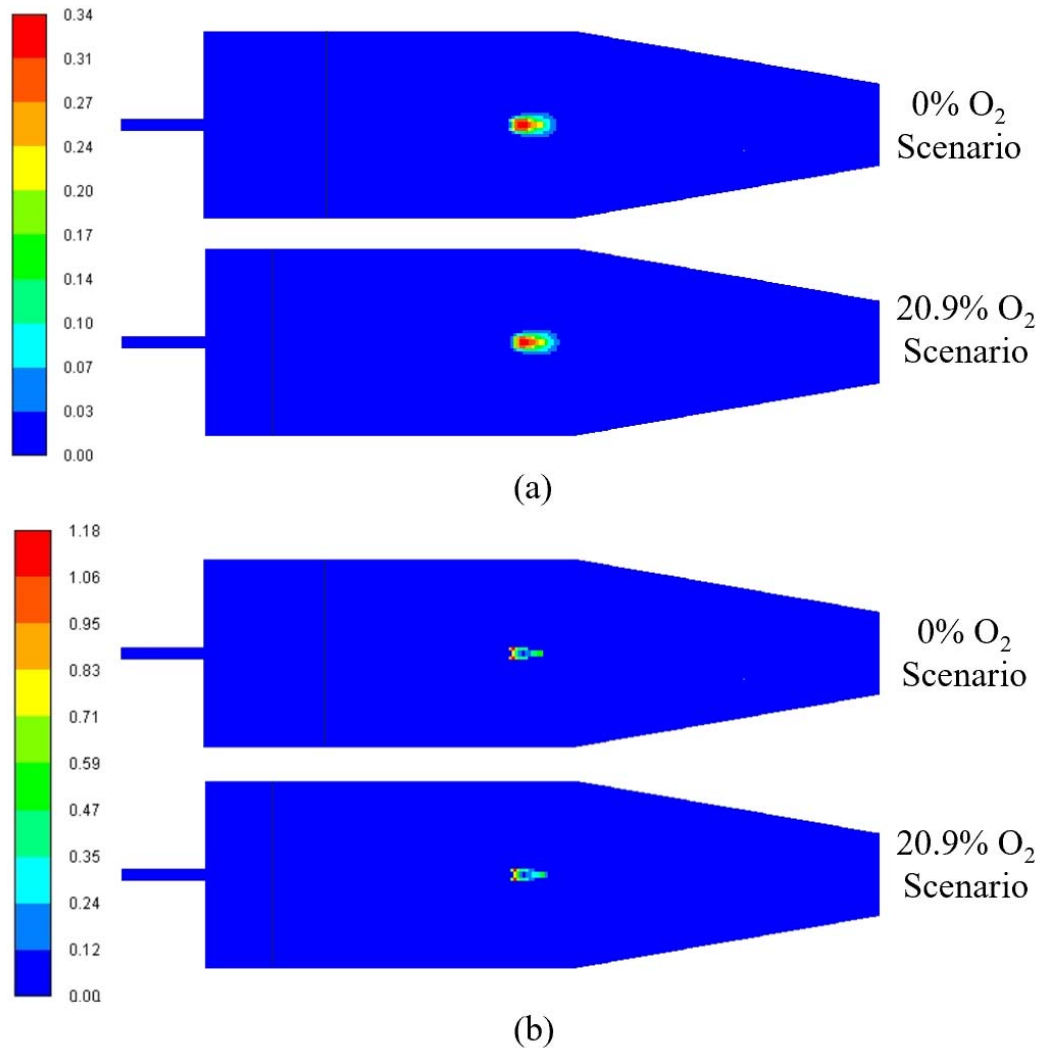 0.34
0.31
0.27
0.24
0.20
0.17
0.14
0.10
0.07
0.03
0.00
0% O₂
Scenario
20.9% O₂
Scenario
(a)
1.18
1.06
0.95
0.83
0.71
0.59
0.47
0.35
0.24
0.12
0.00
0% O₂
Scenario
20.9% O₂
Scenario
(b)